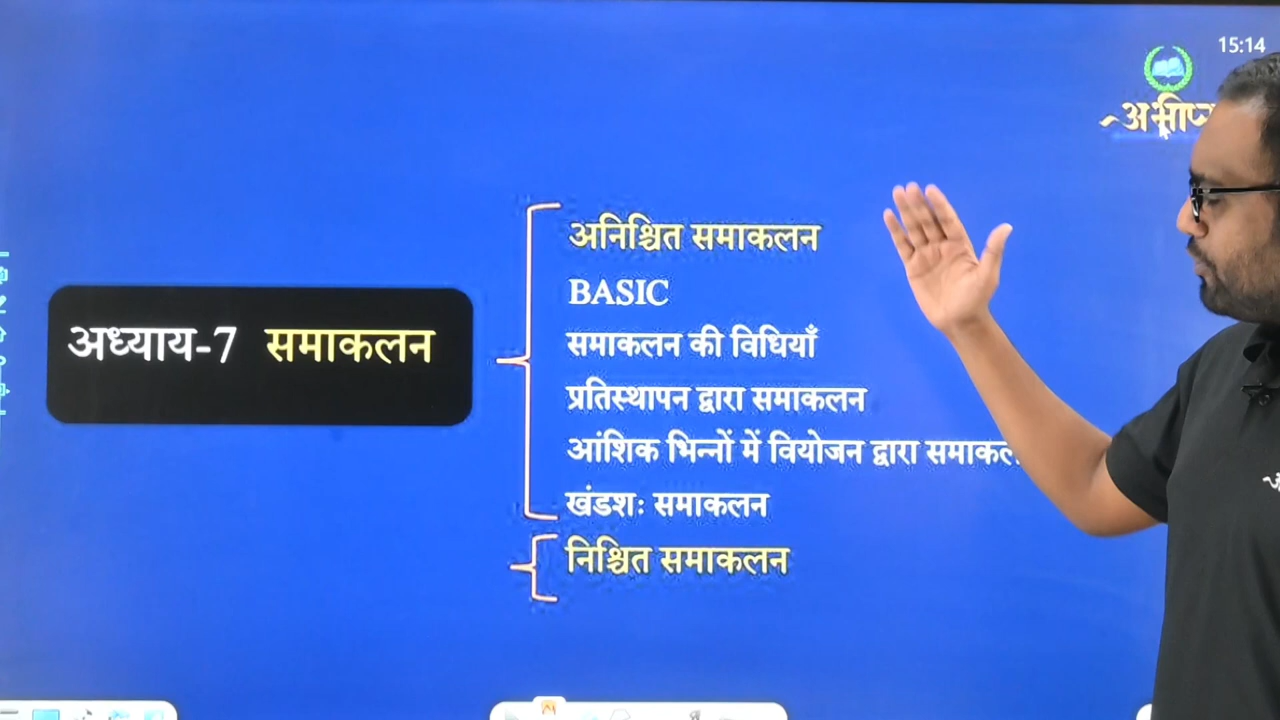 15:14
अध्याय-7 समाकलन
अनिश्चित समाकलन
BASIC
समाकलन की विधियाँ
प्रतिस्थापन द्वारा समाकलन
आंशिक भिन्नों में वियोजन द्वारा
खंडशः समाकलन
निश्चित समाकलन